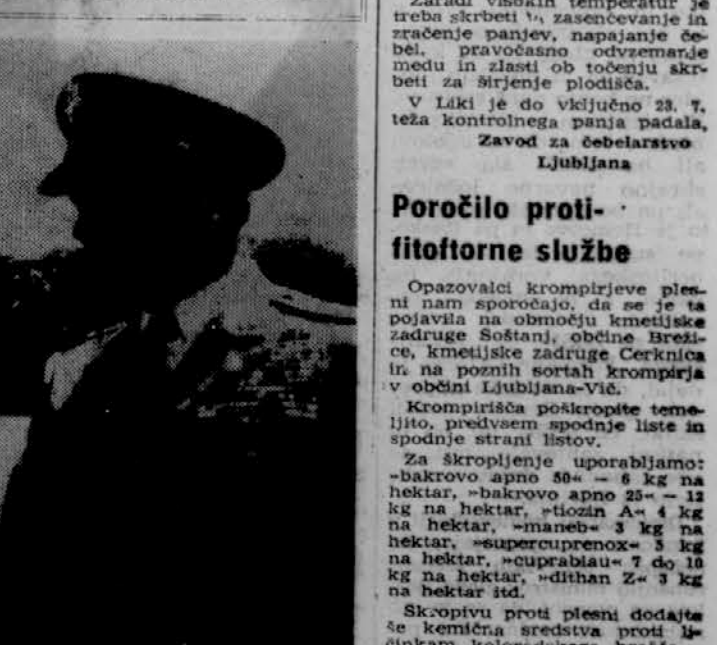 Zaradi visokih temperatur je
treba skrbeti za zasenčevanje in
zračenje panjev, napajanje če-
bel, pravočasno odvzemanje
medu in zlasti ob točenju skr-
beti za širjenje plodišča.
V Liki je do vključno 23. 7.
teža kontrolnega panja padala,
Zavod za čebelarstvo
Ljubljana
Poročilo proti-
fitoftorne službe
Opazovalci krompirjeve ples-
ni nam sporočajo, da se je ta
pojavila na območju kmetijske
zadruge Šoštanj, občine Breži-
ce, kmetijske zadruge Cerknica
in na poznih sortah krompirja
v občini Ljubljana-Vič.
Krompirišča poškropite teme-
ljito, predvsem spodnje liste in
spodnje strani listov.
Za škropljenje uporabljamo:
»bakrovo apno 50« — 6 kg na
hektar, »bakrovo apno 25« — 12
kg na hektar, »tiozin A« 4 kg
na hektar, »maneb« 3 kg na
hektar, »supercuprenox« 5 kg
na hektar, »cuprablau« 7 do 10
kg na hektar, »dithan Z« 3 kg
na hektar itd.
Škropivu proti plesni dodajte
še kemična sredstva proti li-